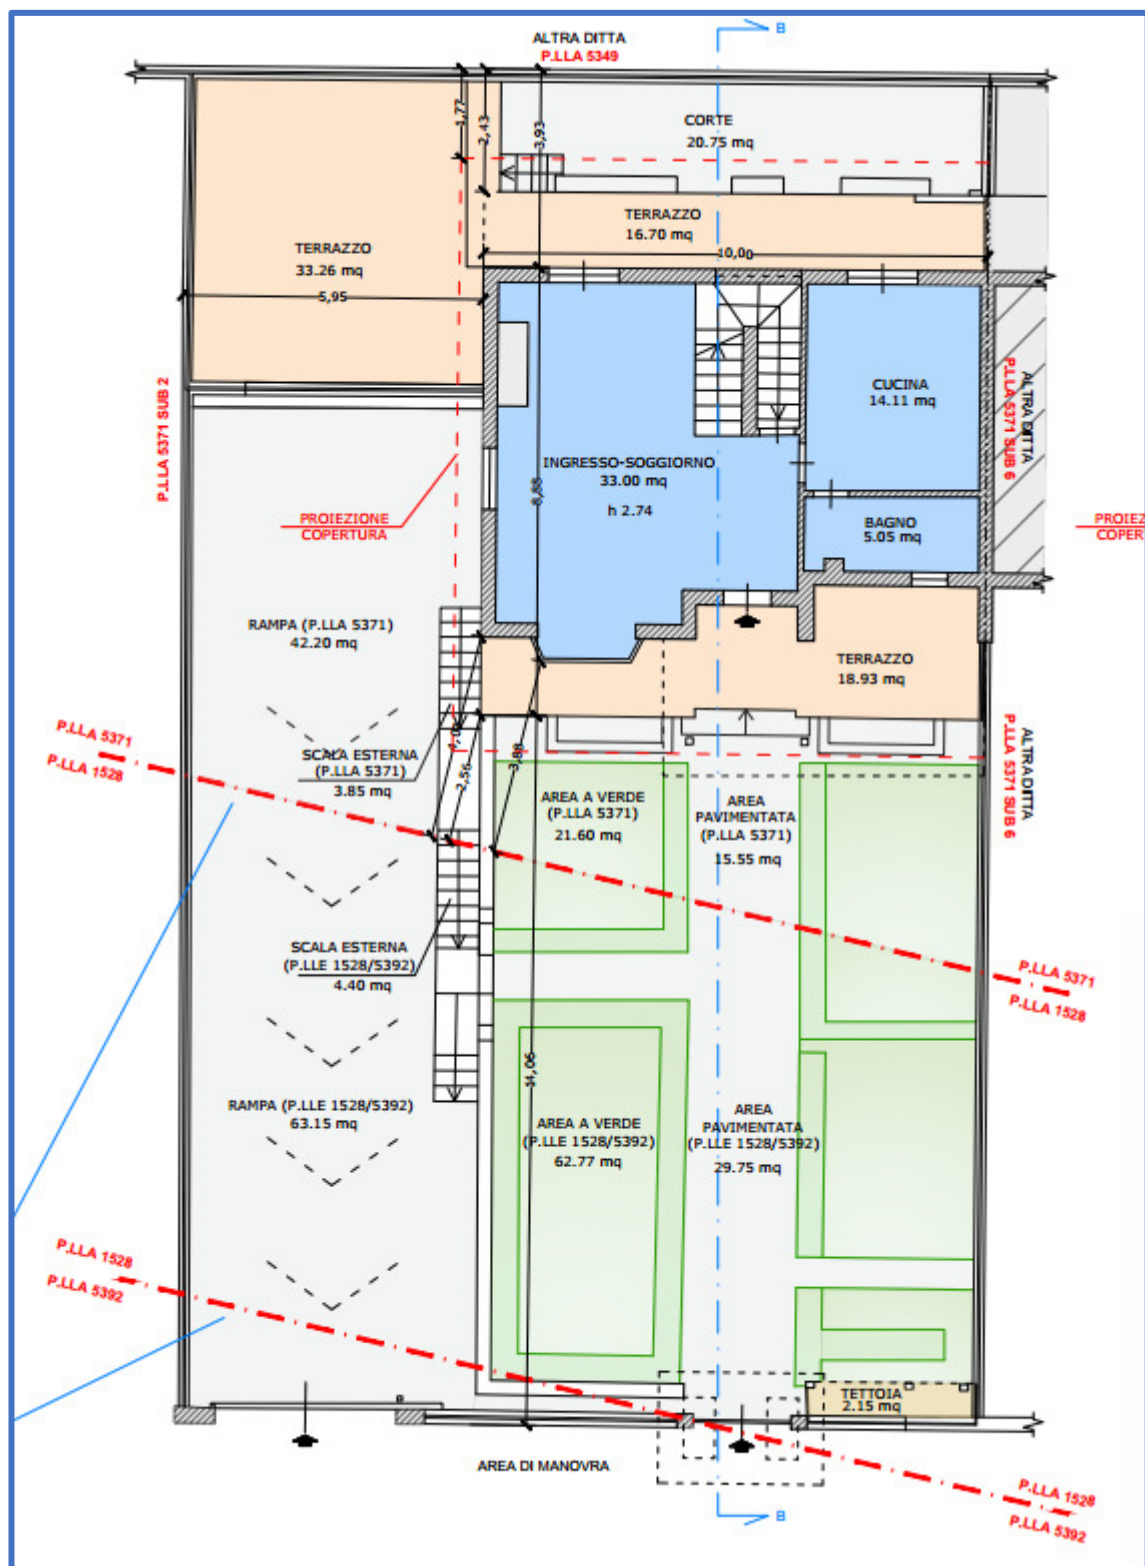 B
ALTRA DITTA
P.LLA 5349
1,77
2,43
3,93
CORTE
20.75 mq
TERRAZZO
16.70 mq
10,00
TERRAZZO
33.26 mq
5,95
P.LLA 5371 SUB 2
CUCINA
14.11 mq
ALTRA DITTA
P.LLA 5371 SUB 6
INGRESSO-SOGGIORNO
33.00 mq
h 2.74
8,88
PROIEZIONE
COPERTURA
BAGNO
5.05 mq
PROIEZ
COPER
RAMPA (P.LLA 5371)
42.20 mq
TERRAZZO
18.93 mq
P.LLA 5371
P.LLA 1528
SCALA ESTERNA
(P.LLA 5371)
3.85 mq
4,00
2,56
3,88
AREA A VERDE
(P.LLA 5371)
21.60 mq
AREA
PAVIMENTATA
(P.LLA 5371)
15.55 mq
ALTRA DITTA
P.LLA 5371 SUB 6
SCALA ESTERNA
(P.LLE 1528/5392)
4.40 mq
P.LLA 5371
P.LLA 1528
14,06
RAMPA (P.LLE 1528/5392)
63.15 mq
AREA A VERDE
(P.LLE 1528/5392)
62.77 mq
AREA
PAVIMENTATA
(P.LLE 1528/5392)
29.75 mq
P.LLA 1528
P.LLA 5392
TETTOIA
2.15 mq
AREA DI MANOVRA
P.LLA 1528
P.LLA 5392
B